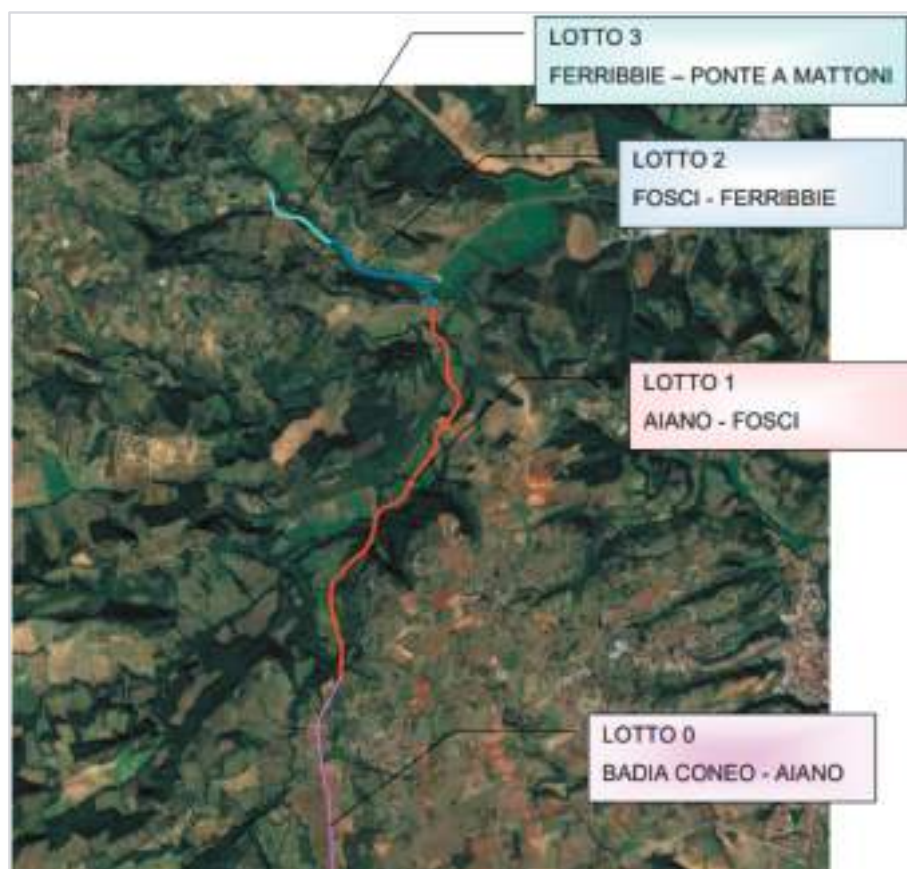 LOTTO 3
FERRIBBIE – PONTE A MATTONI
LOTTO 2
FOSCI - FERRIBBIE
LOTTO 1
AIANO - FOSCI
LOTTO 0
BADIA CONEO - AIANO